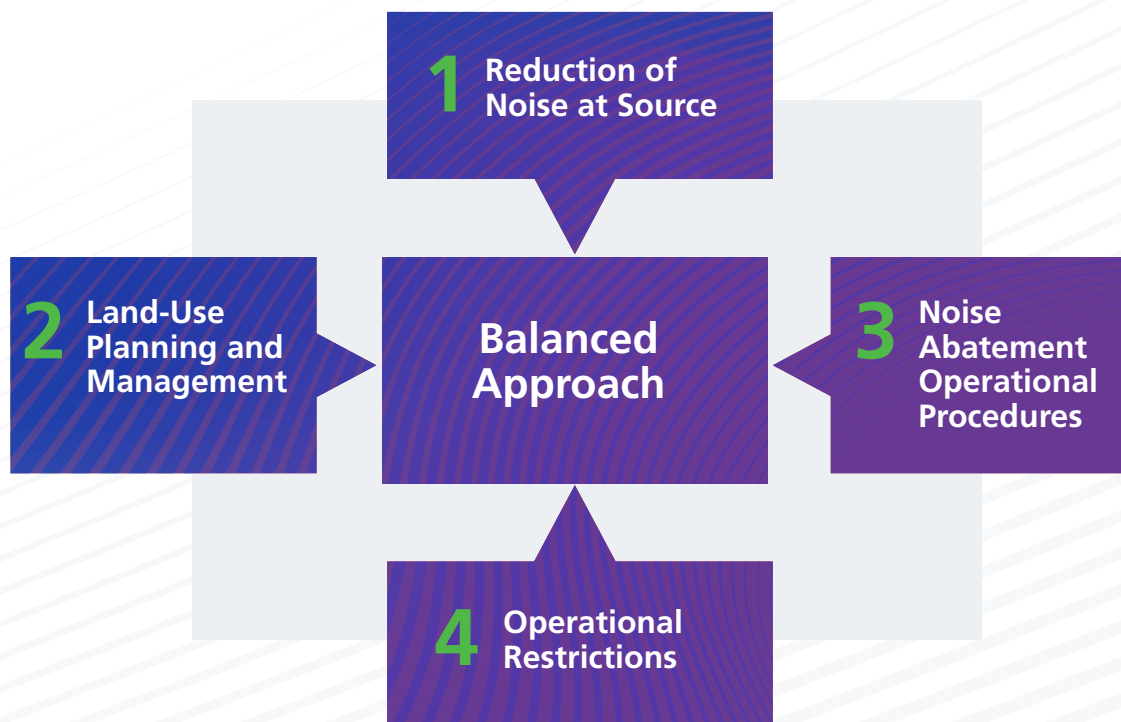 1 Reduction of
Noise at Source
2 Land-Use
Planning and
Management
Balanced
Approach
3 Noise
Abatement
Operational
Procedures
4 Operational
Restrictions